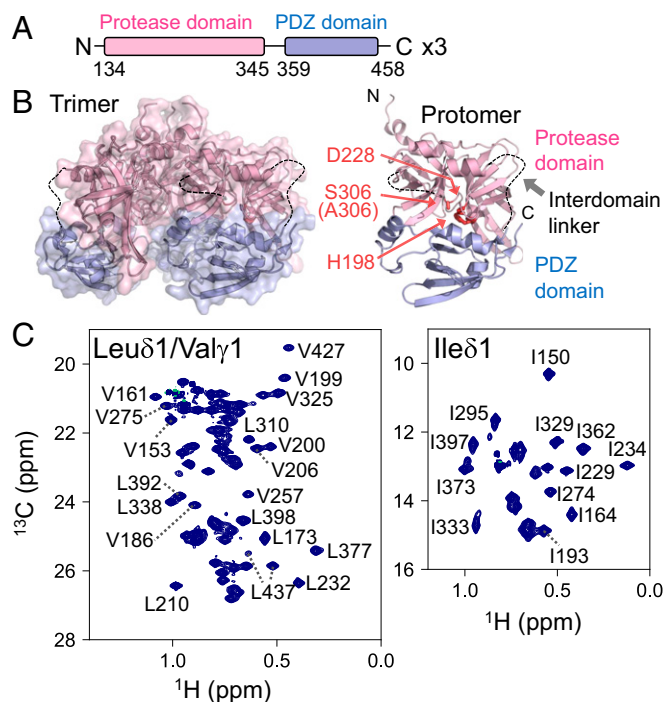 A
Protease domain PDZ domain
N C x3
134 345 359 458
B
Trimer
N
Protomer
D228
S306
(A306)
H198
Protease
domain
Interdomain
linker
C
PDZ
domain
C
Leuδ1/Valγ1
V427
V161
V199
V275
V325
L310
V153
V200
V206
L392
V257
L338
L398
V186
L173
L377
L437
L232
L210
20
22
24
26
28
13C (ppm)
1.0 0.5 0.0
1H (ppm)
Ileδ1
I150
I295
I329 I362
I397
I234
I373
I229
I274
I164
I333
I193
10
12
14
16
1.0 0.5 0.0
1H (ppm)